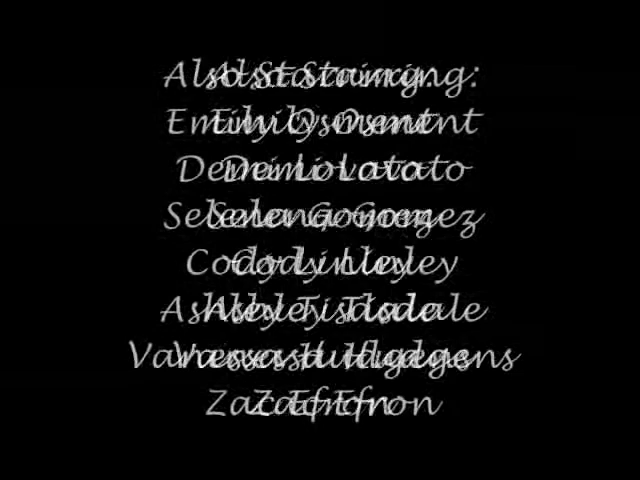 Also Starring:
Emily Osment
Demi Lovato
Selena Gomez
Cody Linley
Ashley Tisdale
Vanessa Hudgens
Zac Efron